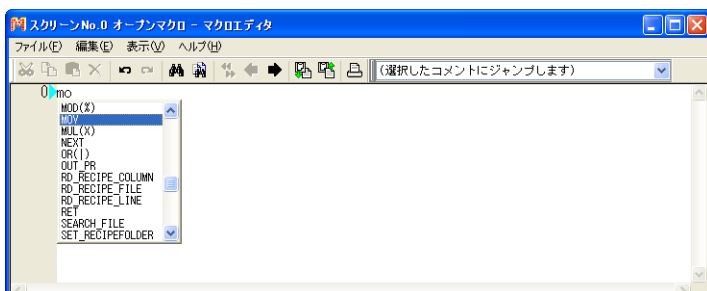 スクリーンNo.0 オープンマクロ - マクロエディタ
ファイル(F) 編集(E) 表示(V) ヘルプ(H)
(選択したコメントにジャンプします)
0 mo
MOD(%)
MOV
MUL(X)
NEXT
OR(|)
OUT_PR
RD_RECIPE_COLUMN
RD_RECIPE_FILE
RD_RECIPE_LINE
RET
SEARCH_FILE
SET_RECIPEFOLDER